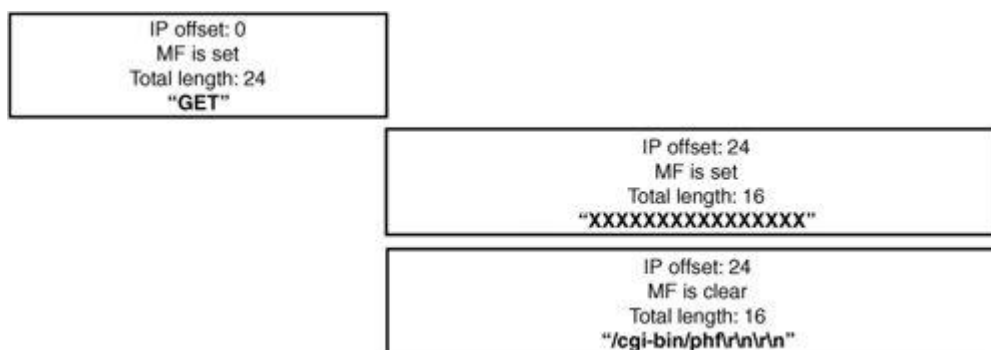 IP offset: 0
MF is set
Total length: 24
“GET”
IP offset: 24
MF is set
Total length: 16
“XXXXXXXXXXXXXXXX”
IP offset: 24
MF is clear
Total length: 16
“/cgi-bin/phf\r\n\r\n”